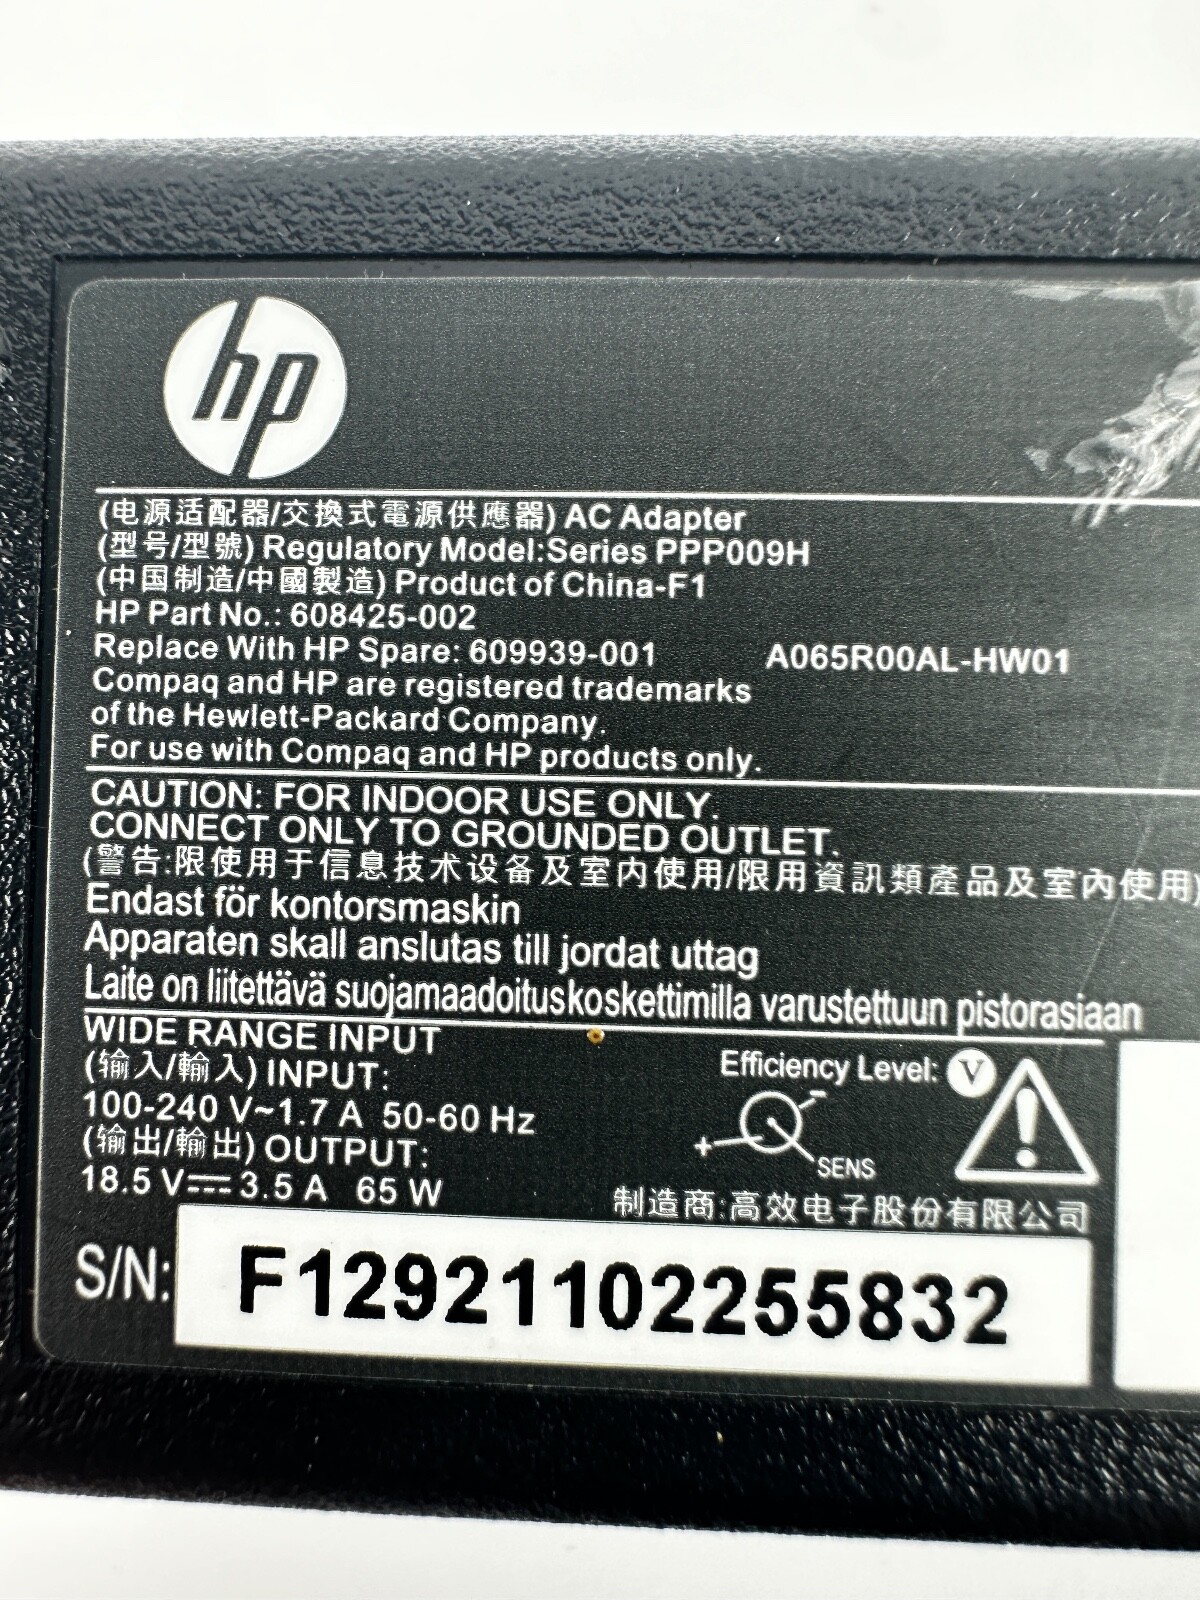 hp
(电源适配器/交換式電源供應器) AC Adapter
(型号/型號) Regulatory Model:Series PPP009H
(中国制造/中國製造) Product of China-F1
HP Part No.: 608425-002
Replace With HP Spare: 609939-001 A065R00AL-HW01
Compaq and HP are registered trademarks
of the Hewlett-Packard Company.
For use with Compaq and HP products only.
CAUTION: FOR INDOOR USE ONLY.
CONNECT ONLY TO GROUNDED OUTLET.
(警告:限使用于信息技术设备及室内使用/限用資訊類產品及室內使用)
Endast för kontorsmaskin
Apparaten skall anslutas till jordat uttag
Laite on liitettävä suojamaadoituskoskettimilla varustettuun pistorasiaan
WIDE RANGE INPUT
(输入/輸入) INPUT:
100-240 V~1.7 A 50-60 Hz
(输出/輸出) OUTPUT:
18.5 V⎓3.5 A 65 W
Efficiency Level: V
- + SENS
制造商:高效电子股份有限公司
S/N: F12921102255832